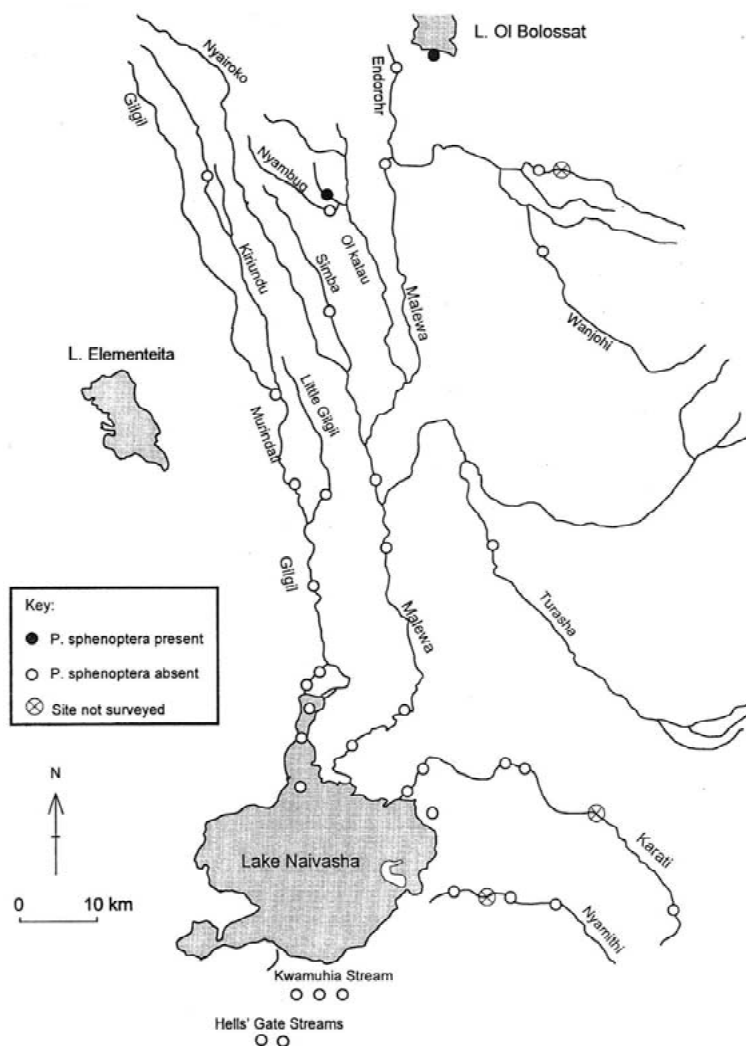 L. Ol Bolossat
Nyairoko
Endorohr
Gilgil
Nyambug
Ol kalau
Kiriundu
Simba
Malewa
Wanjohi
L. Elementeita
Little Gilgil
Murindati
Gilgil
Malewa
Turasha
Key:
P. sphenoptera present
P. sphenoptera absent
Site not surveyed
N
Lake Naivasha
Karati
0 10 km
Nyamithi
Kwamuhia Stream
Hells' Gate Streams